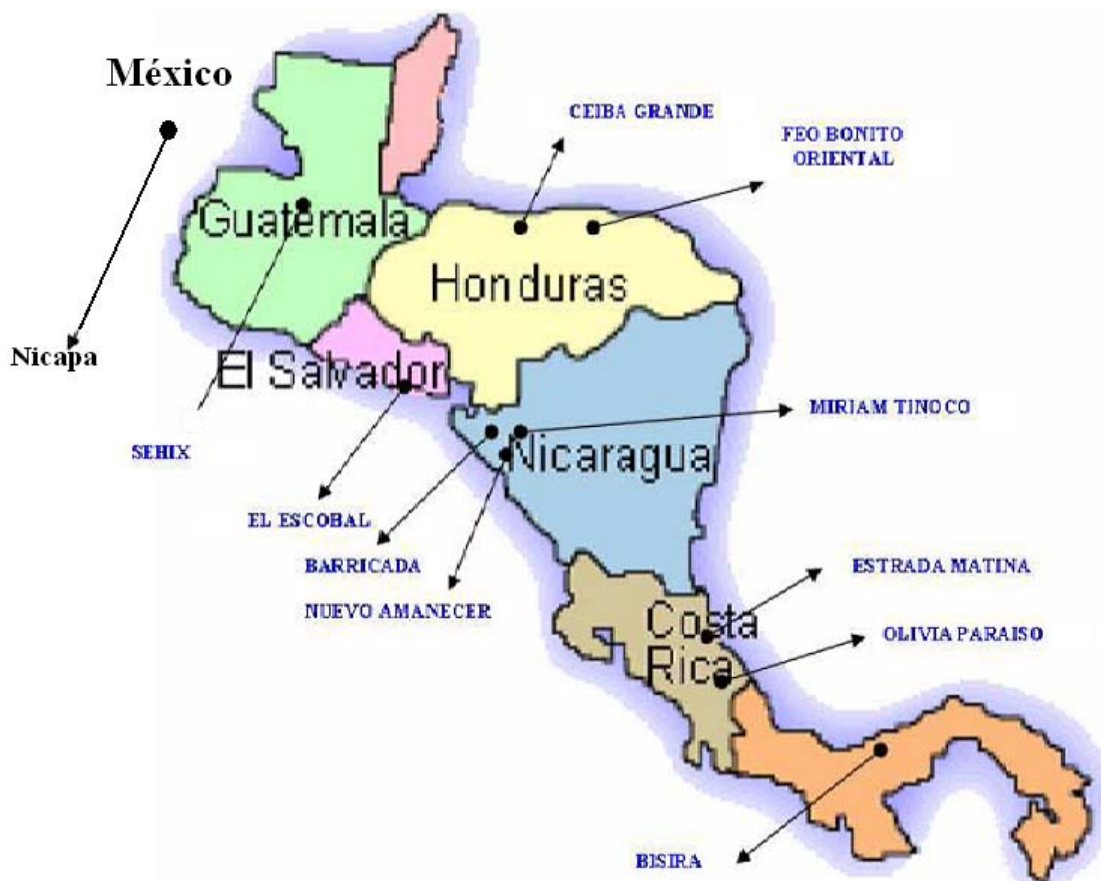 México
CEIBA GRANDE
FEO BONITO
ORIENTAL
Guatemala
Honduras
Nicapa
El Salvador
MIRIAM TINOCO
SEHIX
Nicaragua
EL ESCOBAL
BARRICADA
ESTRADA MATINA
NUEVO AMANECER
Costa
Rica
OLIVIA PARAISO
BISIRA